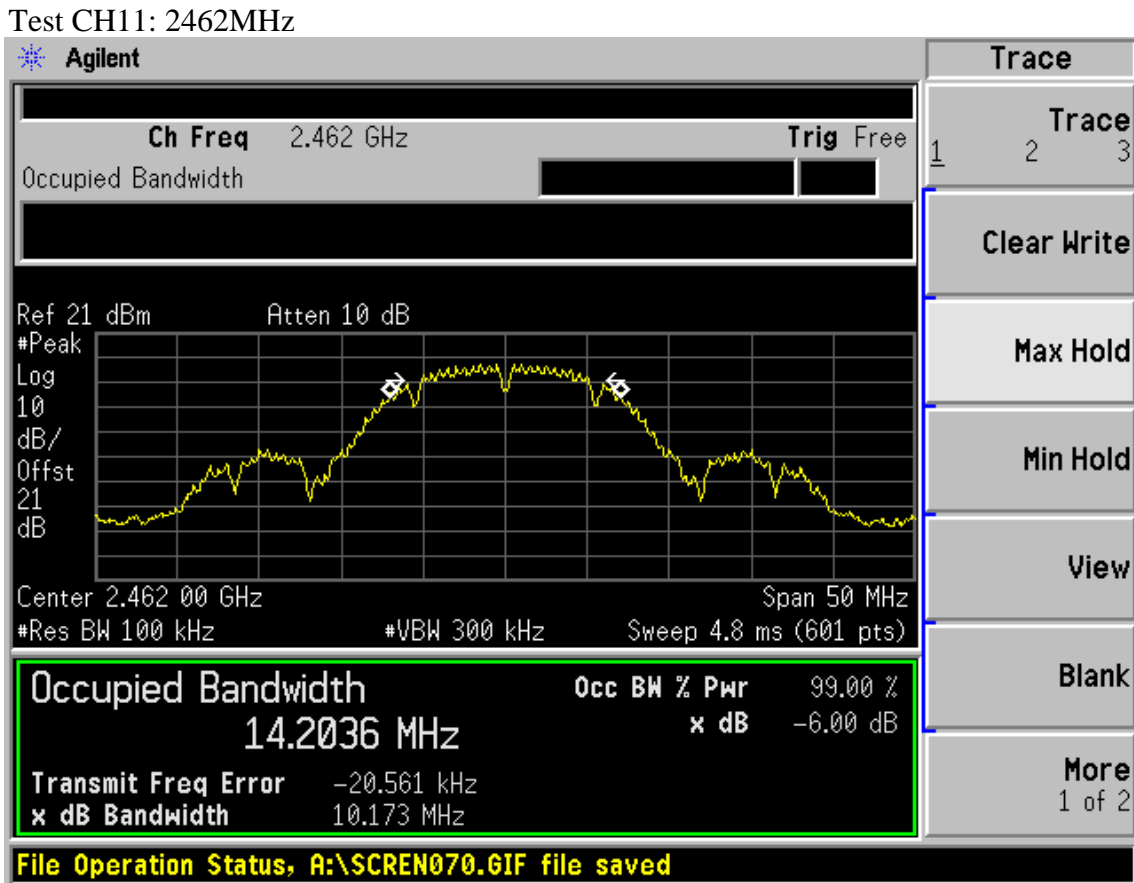 Test CH11: 2462MHz
Agilent
Trace
Ch Freq 2.462 GHz Trig Free
Occupied Bandwidth
Trace
1 2 3
Clear Write
Max Hold
Min Hold
View
Blank
More
1 of 2
Ref 21 dBm Atten 10 dB
#Peak
Log
10
dB/
Offst
21
dB
Center 2.462 00 GHz Span 50 MHz
#Res BW 100 kHz #VBW 300 kHz Sweep 4.8 ms (601 pts)
Occupied Bandwidth Occ BW % Pwr 99.00 %
14.2036 MHz x dB -6.00 dB
Transmit Freq Error -20.561 kHz
x dB Bandwidth 10.173 MHz
File Operation Status, A:\SCREN070.GIF file saved